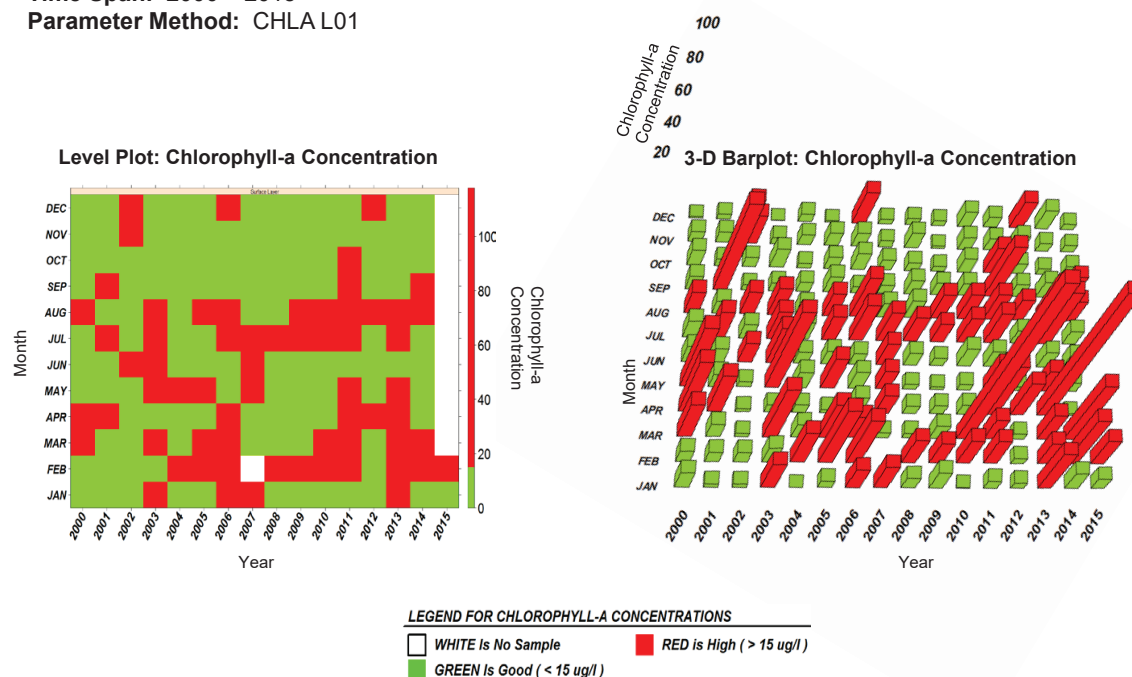 Parameter Method: CHLA L01
Level Plot: Chlorophyll-a Concentration
Surface Layer
Month
DEC
NOV
OCT
SEP
AUG
JUL
JUN
MAY
APR
MAR
FEB
JAN
2000 2001 2002 2003 2004 2005 2006 2007 2008 2009 2010 2011 2012 2013 2014 2015
Year
100
80
60
40
20
0
Chlorophyll-a
Concentration
100
80
60
40
20
Chlorophyll-a
Concentration
3-D Barplot: Chlorophyll-a Concentration
Month
DEC
NOV
OCT
SEP
AUG
JUL
JUN
MAY
APR
MAR
FEB
JAN
2000 2001 2002 2003 2004 2005 2006 2007 2008 2009 2010 2011 2012 2013 2014 2015
Year
LEGEND FOR CHLOROPHYLL-A CONCENTRATIONS
WHITE Is No Sample
RED is High ( > 15 ug/l )
GREEN Is Good ( < 15 ug/l )